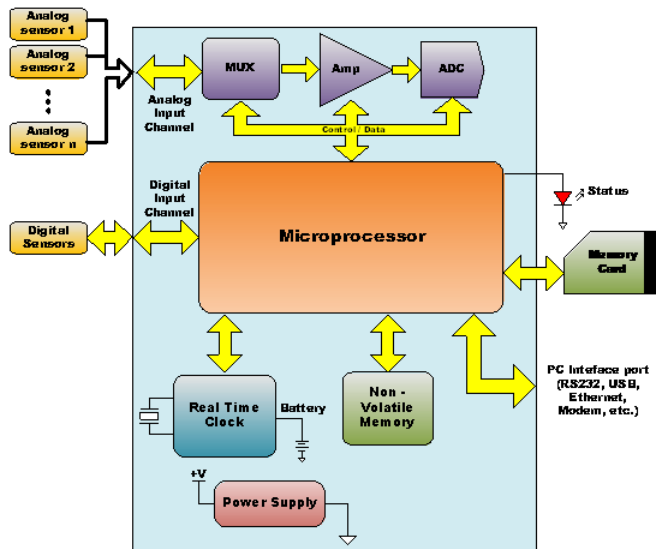 Analog
sensor 1
Analog
sensor 2
Analog
sensor n
MUX
Amp
ADC
Analog
Input
Channel
Control / Data
Digital
Input
Channel
Digital
Sensors
Microprocessor
Status
Memory
Card
Real Time
Clock
Battery
Non -
Volatile
Memory
PC Inteface port
(RS232, USB,
Ethernet,
Modem, etc.)
+V
Power Supply